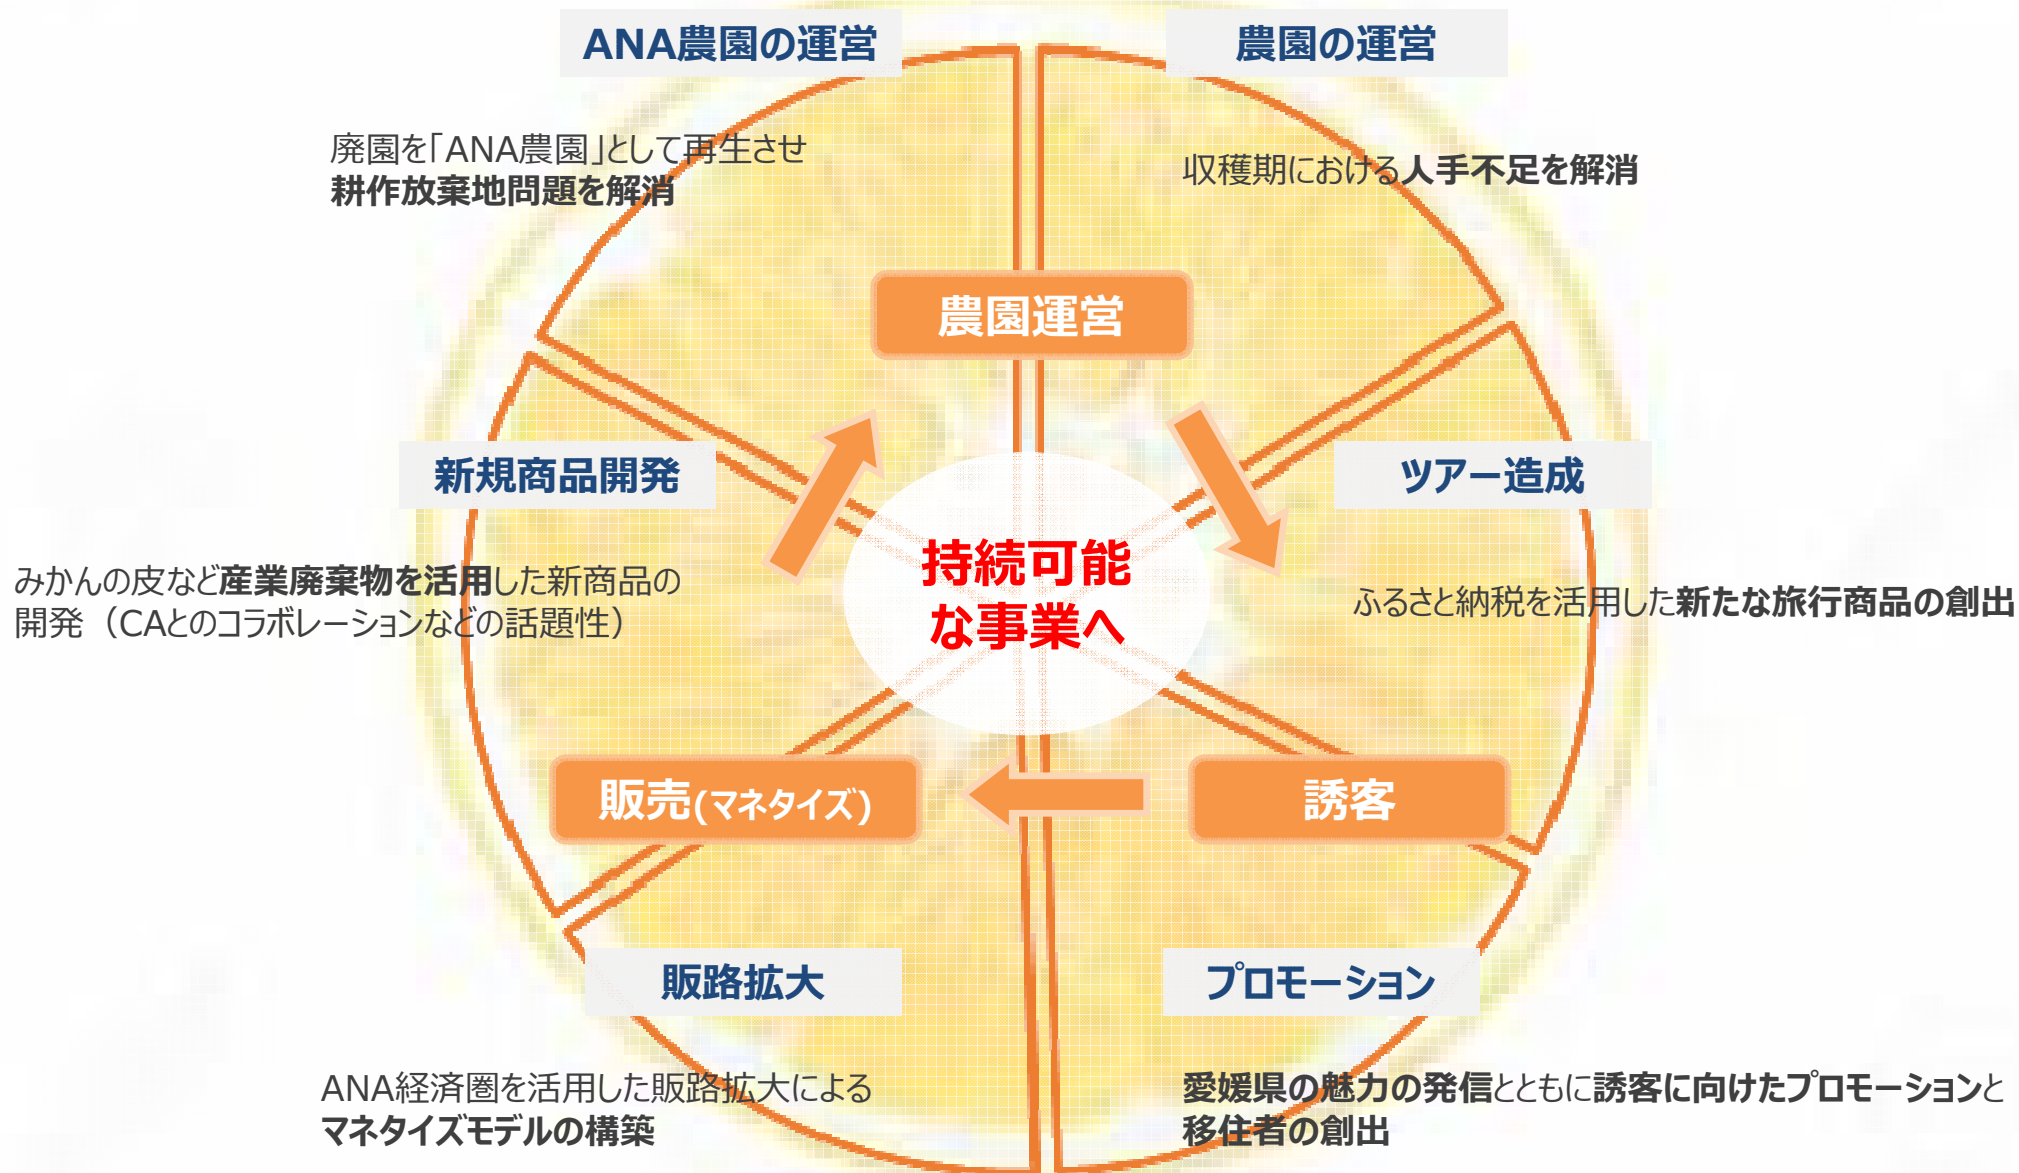 ANA農園の運営
農園の運営
廃園を「ANA農園」として再生させ
耕作放棄地問題を解消
収穫期における人手不足を解消
農園運営
新規商品開発
ツアー造成
持続可能
な事業へ
みかんの皮など産業廃棄物を活用した新商品の
開発（CAとのコラボレーションなどの話題性）
ふるさと納税を活用した新たな旅行商品の創出
販売(マネタイズ)
誘客
販路拡大
プロモーション
ANA経済圏を活用した販路拡大による
マネタイズモデルの構築
愛媛県の魅力の発信とともに誘客に向けたプロモーションと
移住者の創出